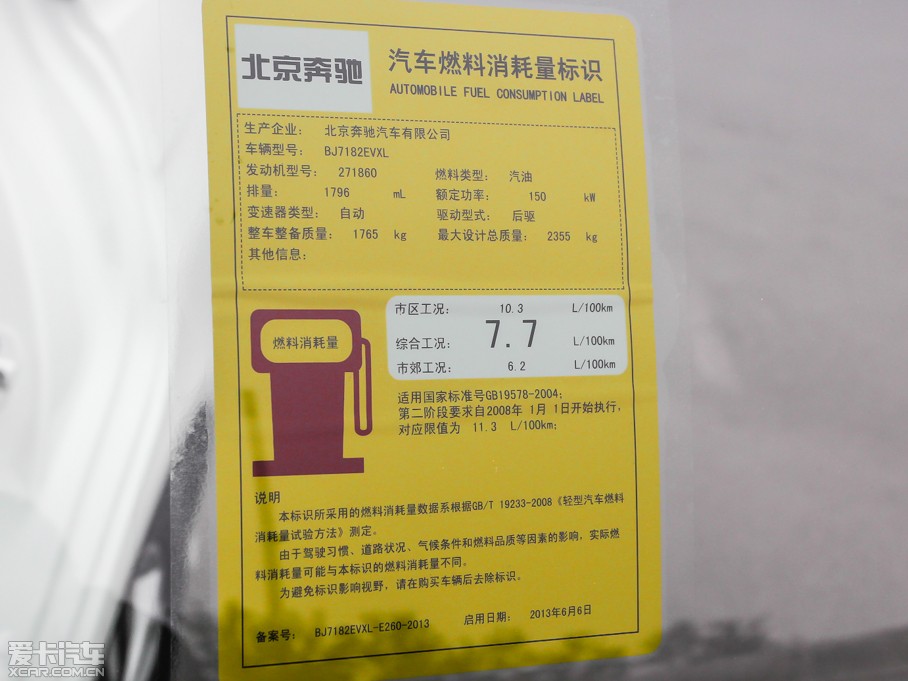 北京奔驰
汽车燃料消耗量标识
AUTOMOBILE FUEL CONSUMPTION LABEL
生产企业: 北京奔驰汽车有限公司
车辆型号: BJ7182EVXL
发动机型号: 271860 燃料类型: 汽油
排量: 1796 mL 额定功率: 150 kW
变速器类型: 自动 驱动型式: 后驱
整车整备质量: 1765 kg 最大设计总质量: 2355 kg
其他信息:
燃料消耗量
市区工况: 10.3 L/100km
综合工况: 7.7 L/100km
市郊工况: 6.2 L/100km
适用国家标准号GB19578-2004;
第二阶段要求自2008年 1月 1日开始执行,
对应限值为 11.3 L/100km;
说明
本标识所采用的燃料消耗量数据系根据GB/T 19233-2008《轻型汽车燃料
消耗量试验方法》测定。
由于驾驶习惯、道路状况、气候条件和燃料品质等因素的影响，实际燃
料消耗量可能与本标识的燃料消耗量不同。
为避免标识影响视野，请在购买车辆后去除标识。
备案号: BJ7182EVXL-E260-2013 启用日期: 2013年6月6日
爱卡汽车
XCAR.COM.CN